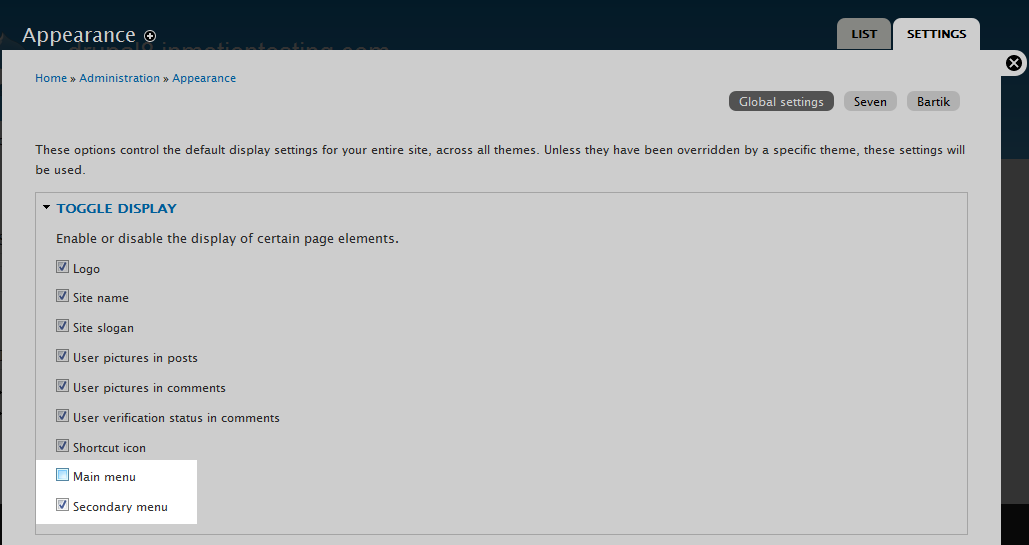 Appearance
drupal8.inmotiontesting.com
LIST
SETTINGS
Home » Administration » Appearance
Global settings
Seven
Bartik
These options control the default display settings for your entire site, across all themes. Unless they have been overridden by a specific theme, these settings will
be used.
TOGGLE DISPLAY
Enable or disable the display of certain page elements.
Logo
Site name
Site slogan
User pictures in posts
User pictures in comments
User verification status in comments
Shortcut icon
Main menu
Secondary menu